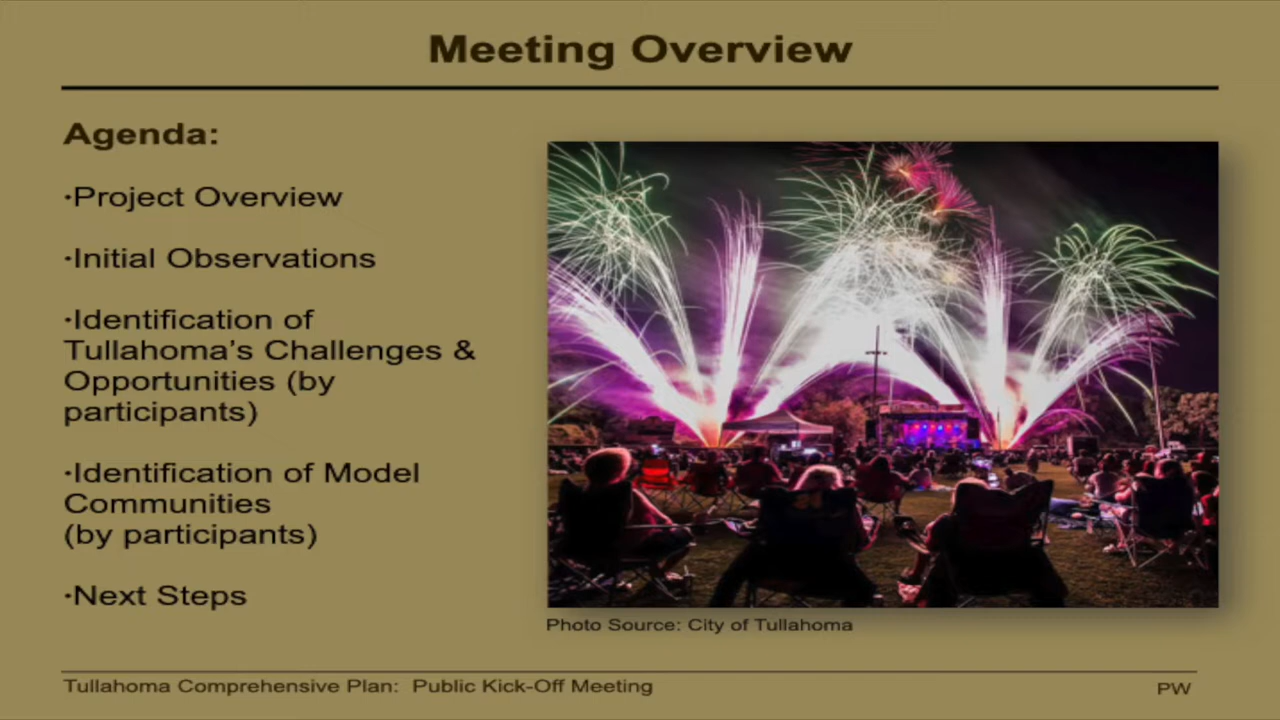 Meeting Overview
Agenda:
·Project Overview
·Initial Observations
·Identification of
Tullahoma’s Challenges &
Opportunities (by
participants)
·Identification of Model
Communities
(by participants)
·Next Steps
Photo Source: City of Tullahoma
Tullahoma Comprehensive Plan:  Public Kick-Off Meeting
PW